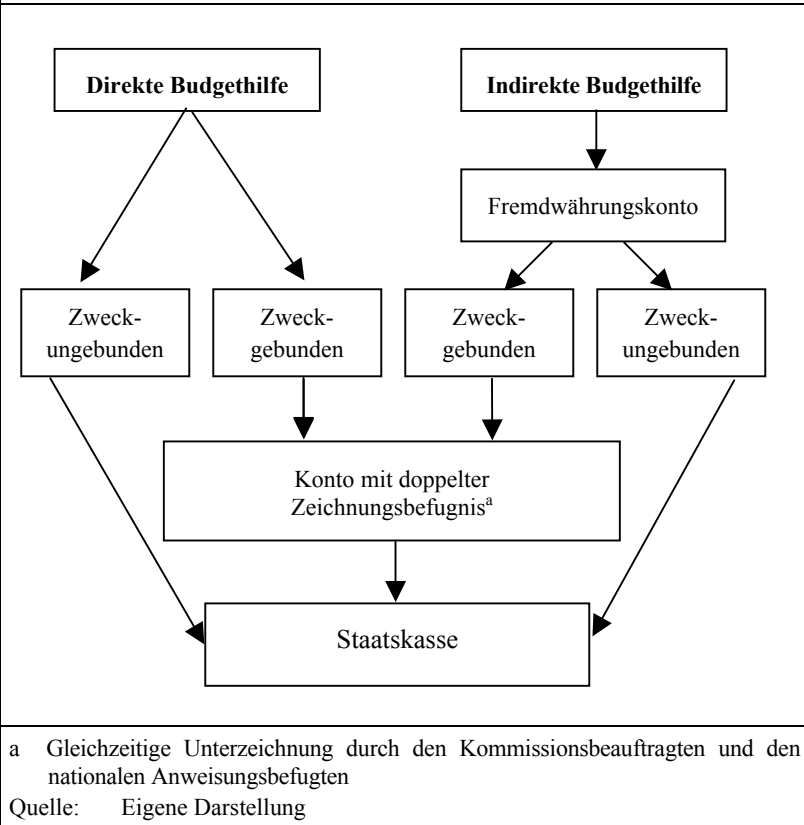 Direkte Budgethilfe
Indirekte Budgethilfe
Fremdwährungskonto
Zweck-
ungebunden
Zweck-
gebunden
Zweck-
gebunden
Zweck-
ungebunden
Konto mit doppelter
Zeichnungsbefugnisa
Staatskasse
a Gleichzeitige Unterzeichnung durch den Kommissionsbeauftragten und den
nationalen Anweisungsbefugten
Quelle: Eigene Darstellung